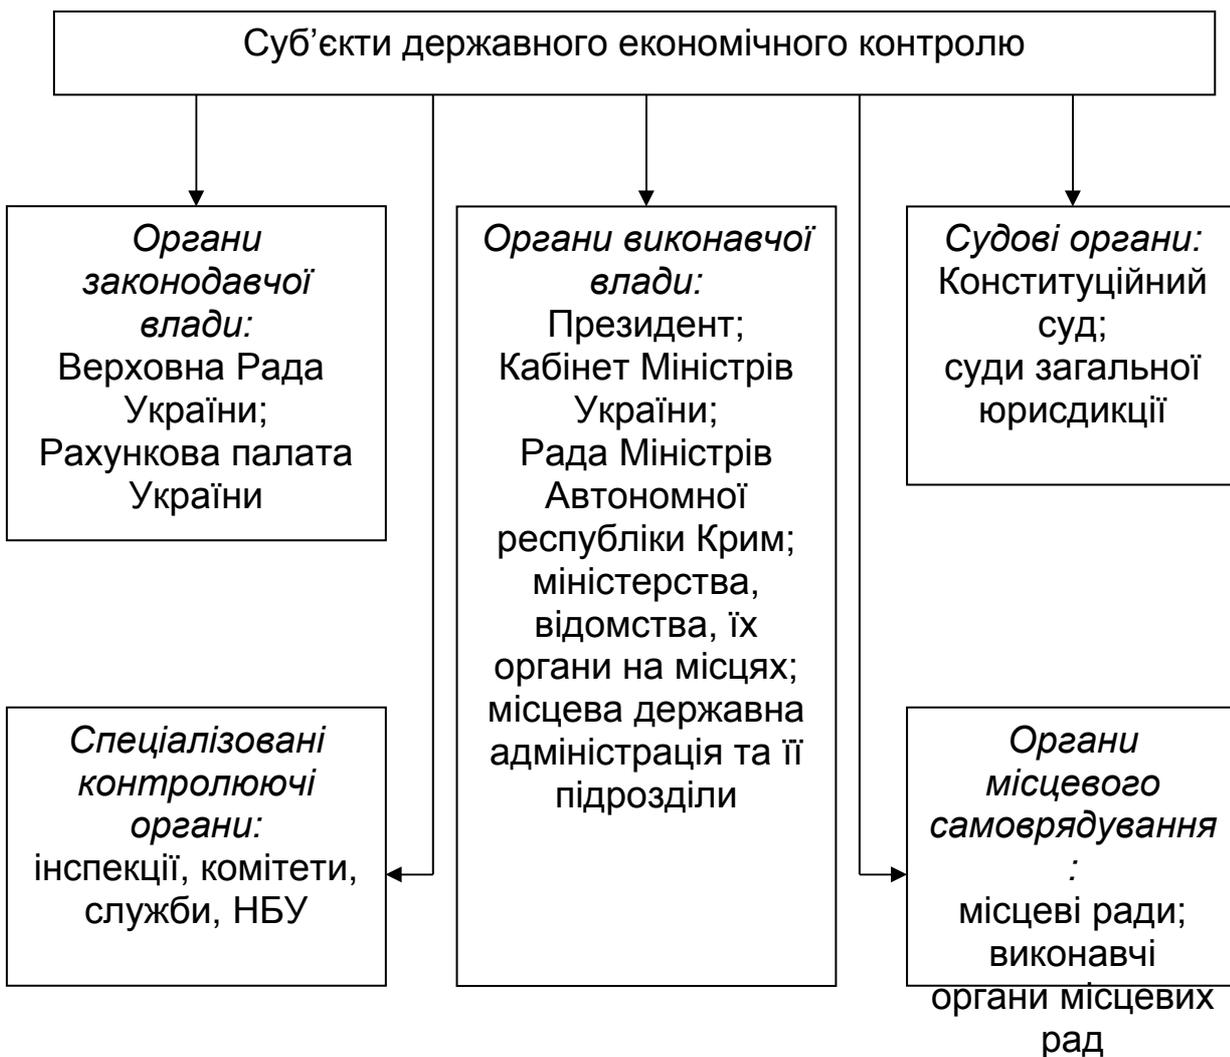 Суб’єкти державного економічного контролю
Органи
законодавчої
влади:
Верховна Рада
України;
Рахункова палата
України
Органи виконавчої
влади:
Президент;
Кабінет Міністрів
України;
Рада Міністрів
Автономної
республіки Крим;
міністерства,
відомства, їх
органи на місцях;
місцева державна
адміністрація та її
підрозділи
Судові органи:
Конституційний
суд;
суди загальної
юрисдикції
Спеціалізовані
контролюючі
органи:
інспекції, комітети,
служби, НБУ
Органи
місцевого
самоврядування
:
місцеві ради;
виконавчі
органи місцевих
рад